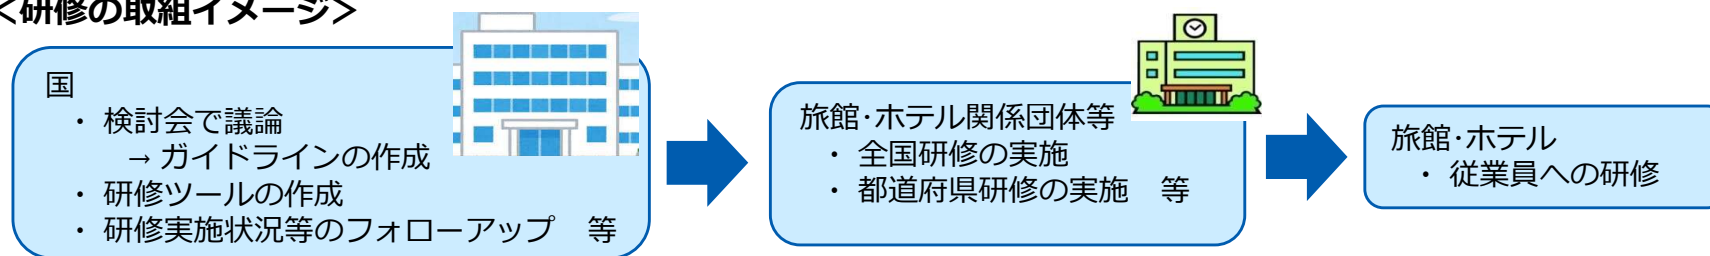 ＜研修の取組イメージ＞
国
・ 検討会で議論
→ ガイドラインの作成
・ 研修ツールの作成
・ 研修実施状況等のフォローアップ　等
旅館･ホテル関係団体等
・ 全国研修の実施
・ 都道府県研修の実施　等
旅館･ホテル
・ 従業員への研修